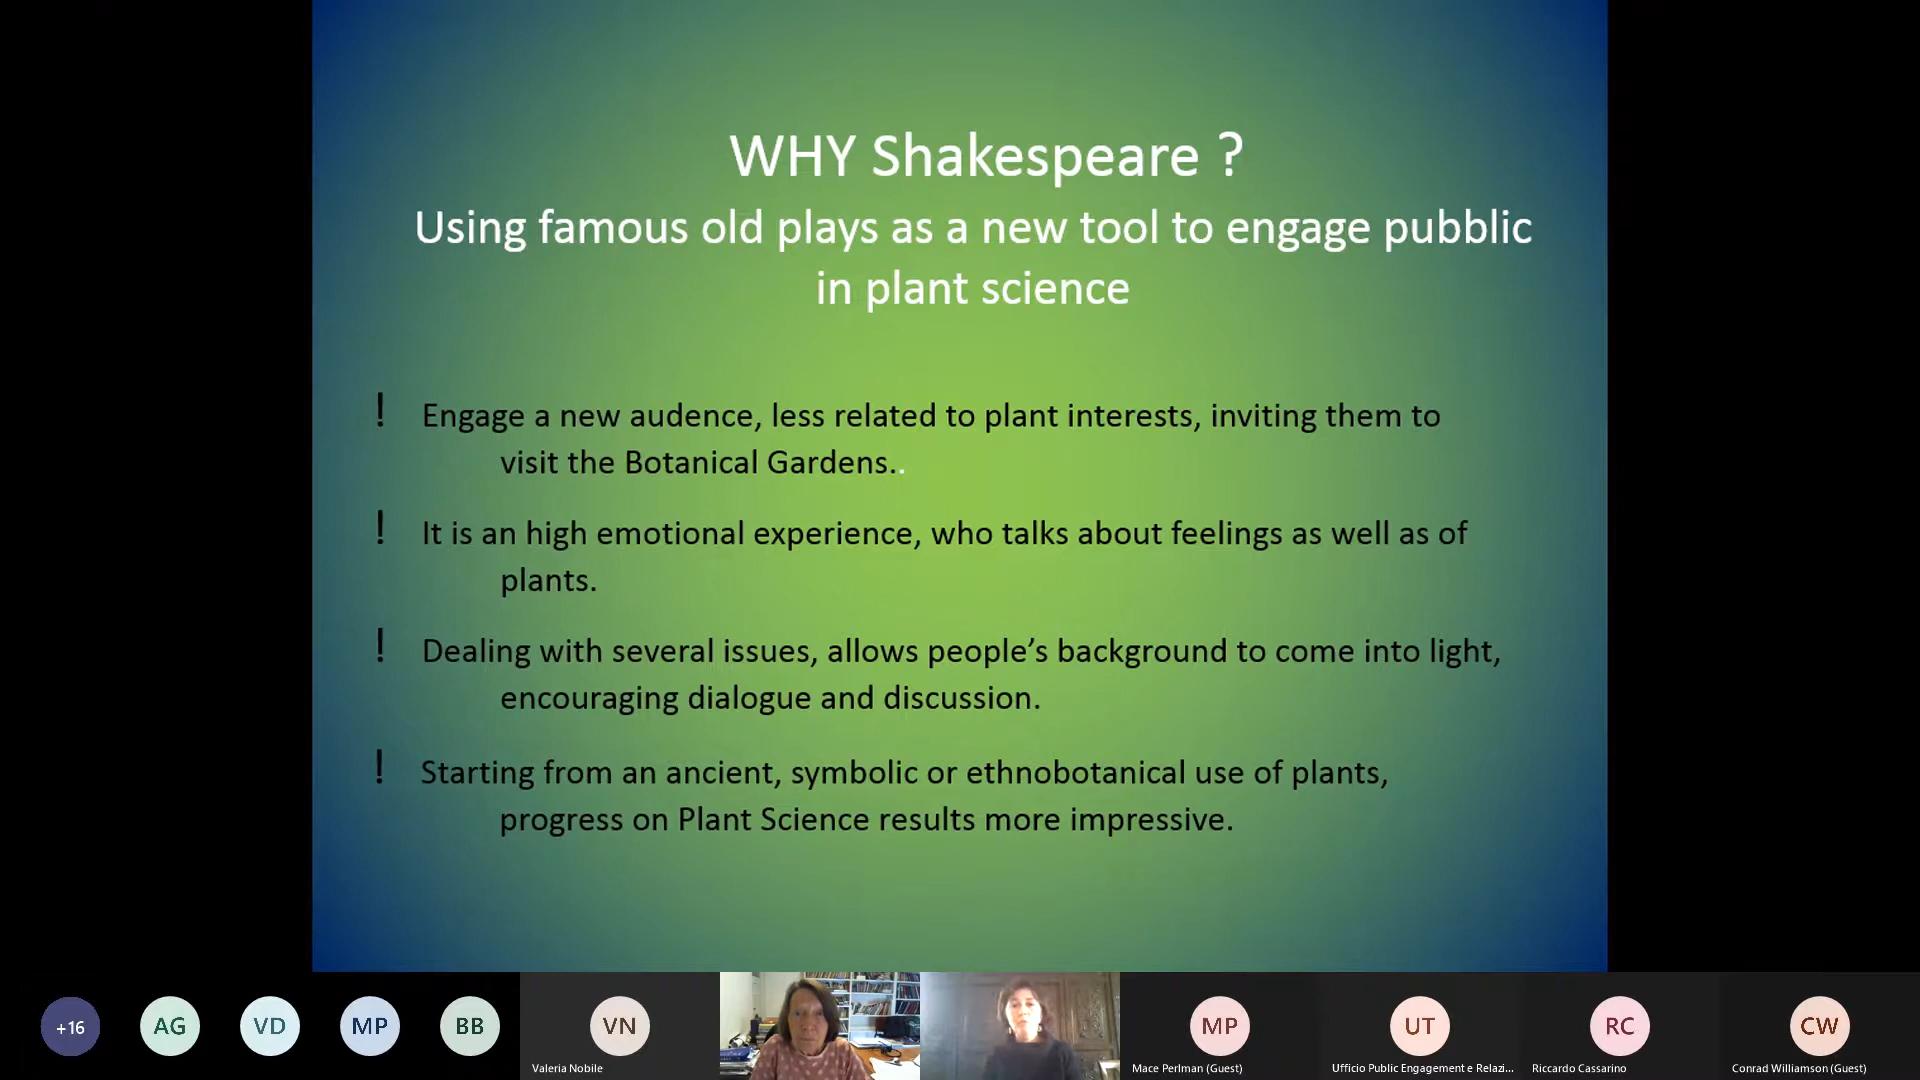 WHY Shakespeare ?
Using famous old plays as a new tool to engage pubblic
in plant science
! Engage a new audence, less related to plant interests, inviting them to
visit the Botanical Gardens..
! It is an high emotional experience, who talks about feelings as well as of
plants.
! Dealing with several issues, allows people's background to come into light,
encouraging dialogue and discussion.
! Starting from an ancient, symbolic or ethnobotanical use of plants,
progress on Plant Science results more impressive.
+16 AG VD MP BB VN MP UT RC CW
Valeria Nobile Mace Perlman (Guest) Ufficio Public Engagement e Relazi... Riccardo Cassarino Conrad Williamson (Guest)